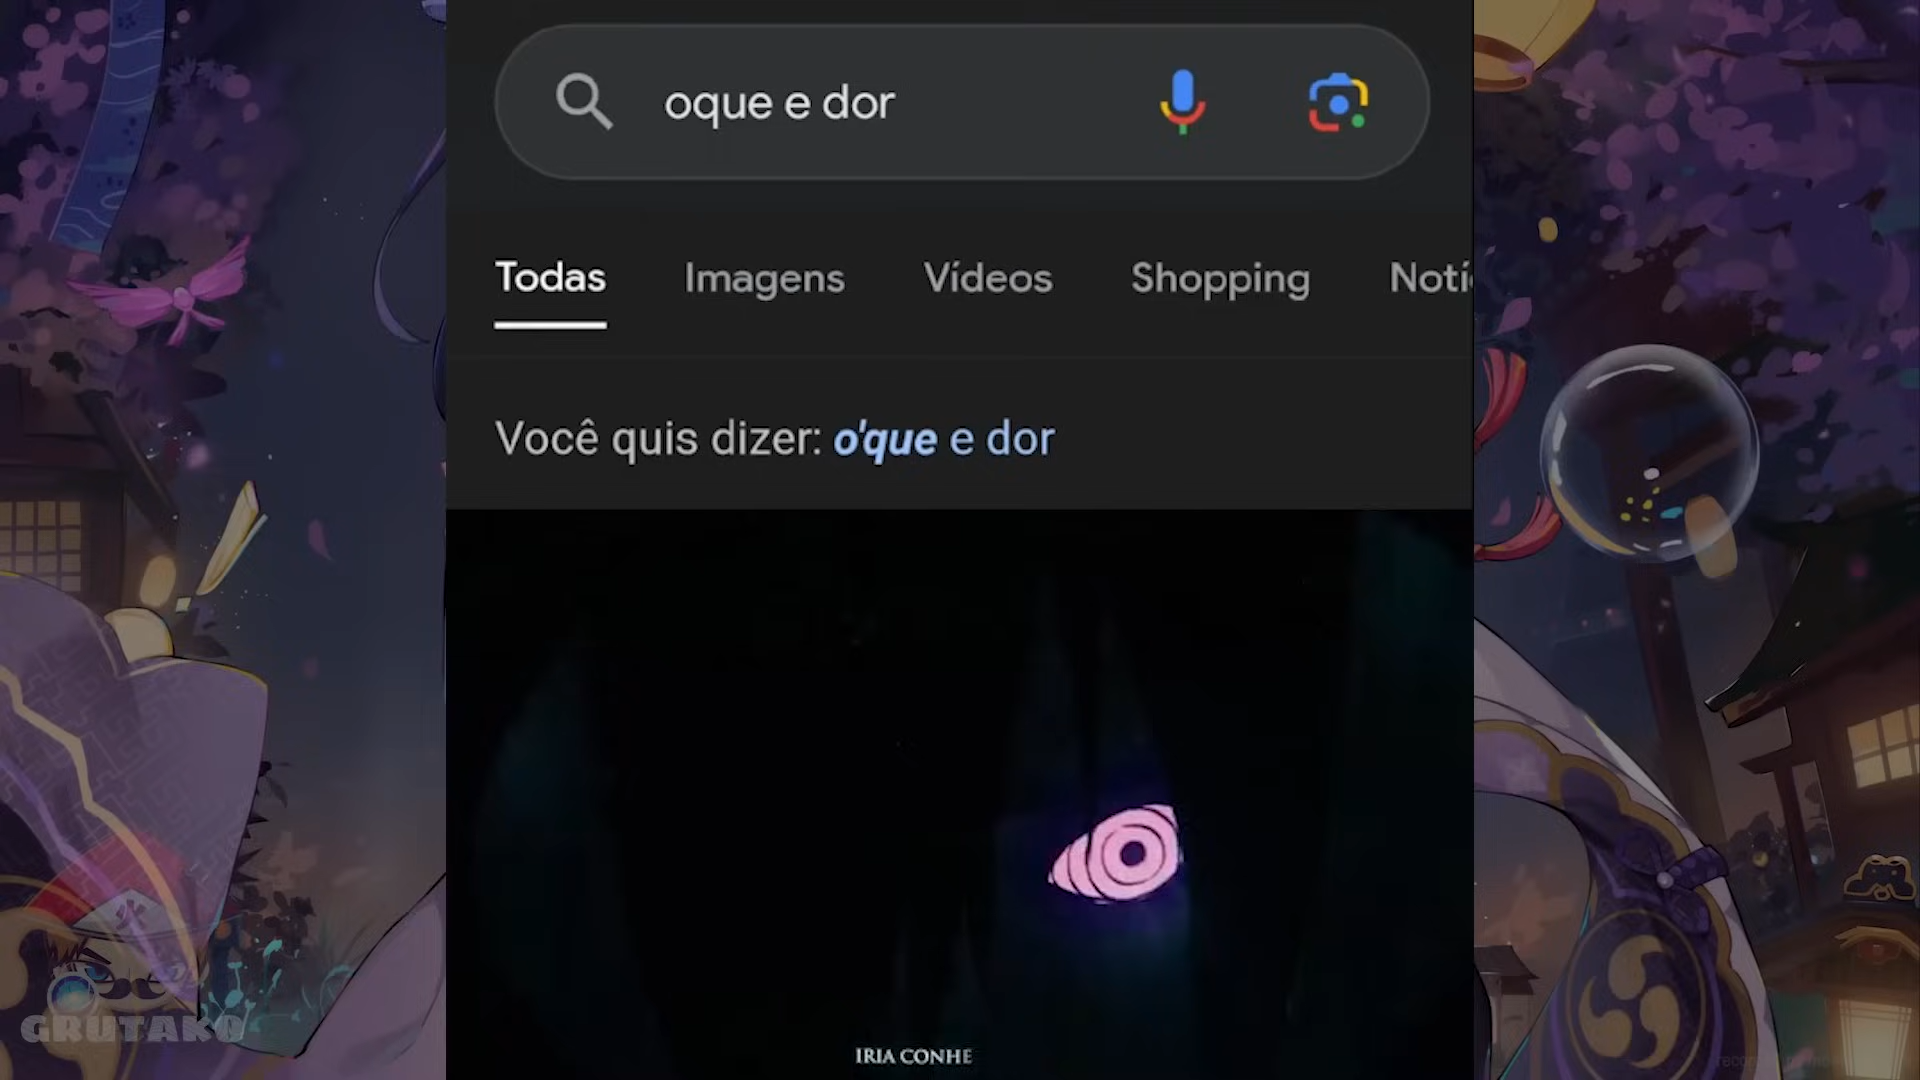 oque e dor
Todas Imagens Vídeos Shopping Notí
Você quis dizer: o'que e dor
IRIA CONHE
GRUTAKO